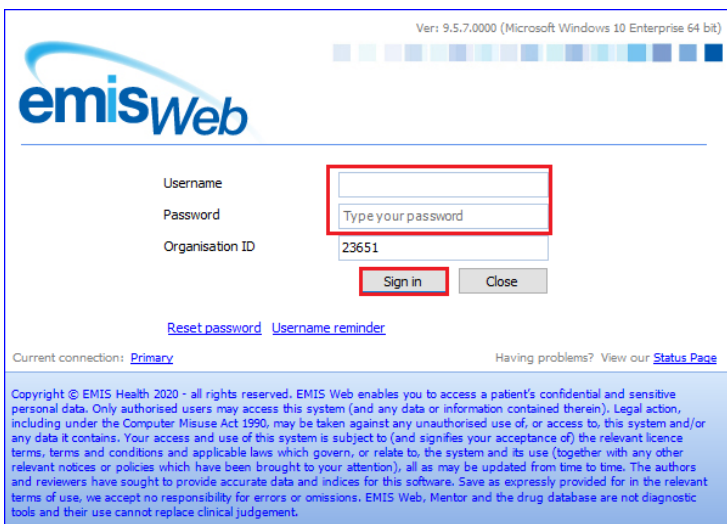 Ver: 9.5.7.0000 (Microsoft Windows 10 Enterprise 64 bit)
emisWeb
Username
Password Type your password
Organisation ID 23651
Sign in Close
Reset password Username reminder
Current connection: Primary Having problems? View our Status Page
Copyright © EMIS Health 2020 - all rights reserved. EMIS Web enables you to access a patient's confidential and sensitive
personal data. Only authorised users may access this system (and any data or information contained therein). Legal action,
including under the Computer Misuse Act 1990, may be taken against any unauthorised use of, or access to, this system and/or
any data it contains. Your access and use of this system is subject to (and signifies your acceptance of) the relevant licence
terms, terms and conditions and applicable laws which govern, or relate to, the system and its use (together with any other
relevant notices or policies which have been brought to your attention), all as may be updated from time to time. The authors
and reviewers have sought to provide accurate data and indices for this software. Save as expressly provided for in the relevant
terms of use, we accept no responsibility for errors or omissions. EMIS Web, Mentor and the drug database are not diagnostic
tools and their use cannot replace clinical judgement.